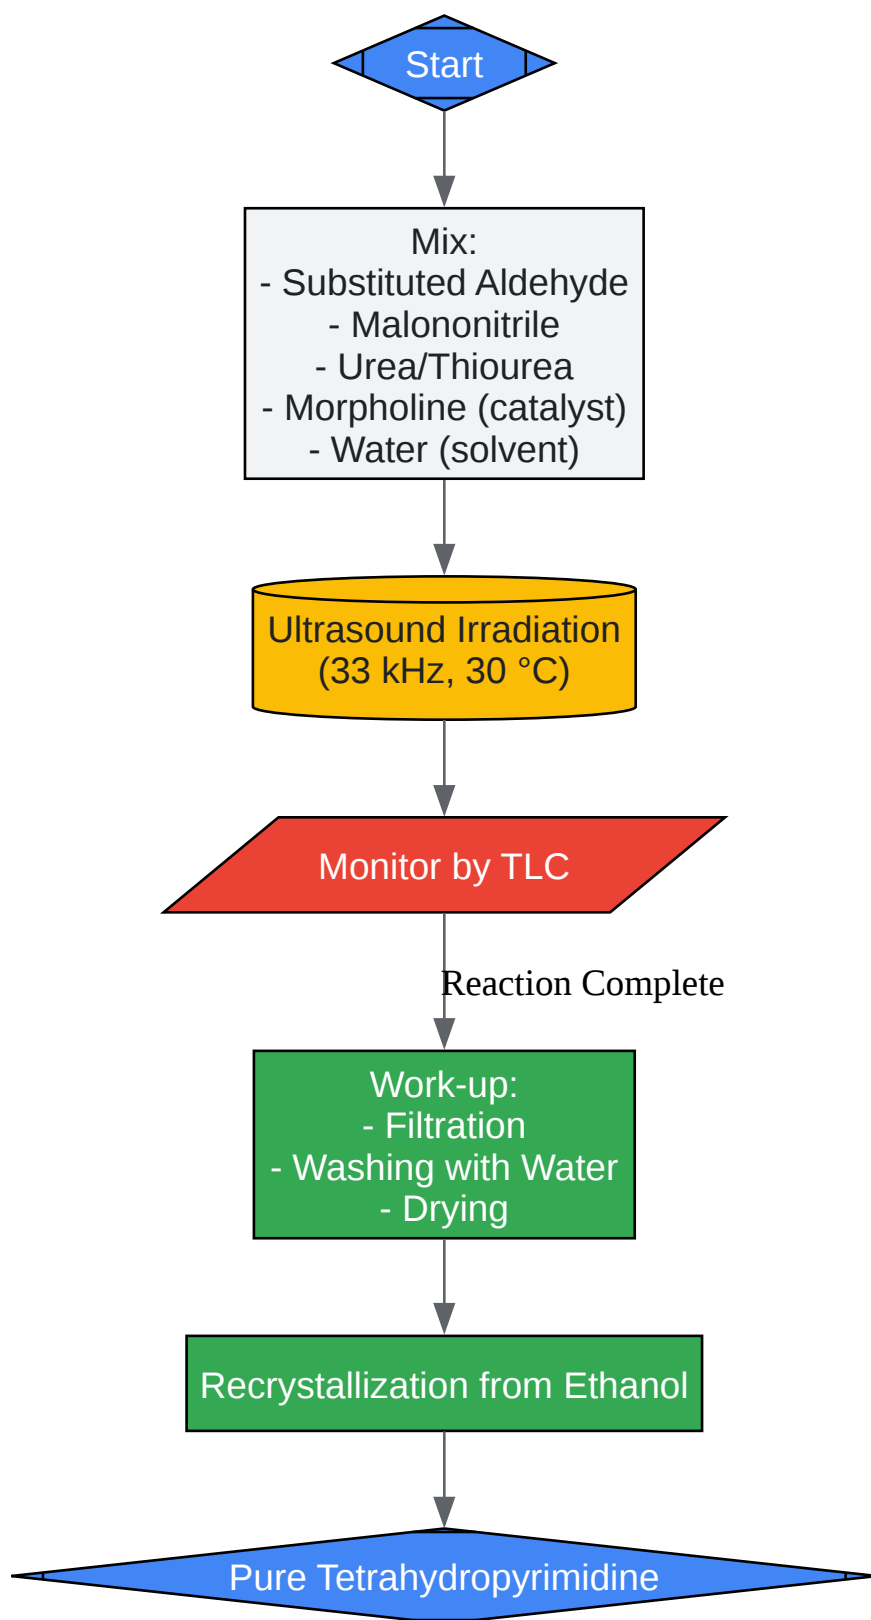 Start
Mix:
- Substituted Aldehyde
- Malononitrile
- Urea/Thiourea
- Morpholine (catalyst)
- Water (solvent)
Ultrasound Irradiation
(33 kHz, 30 °C)
Monitor by TLC
Reaction Complete
Work-up:
- Filtration
- Washing with Water
- Drying
Recrystallization from Ethanol
Pure Tetrahydropyrimidine